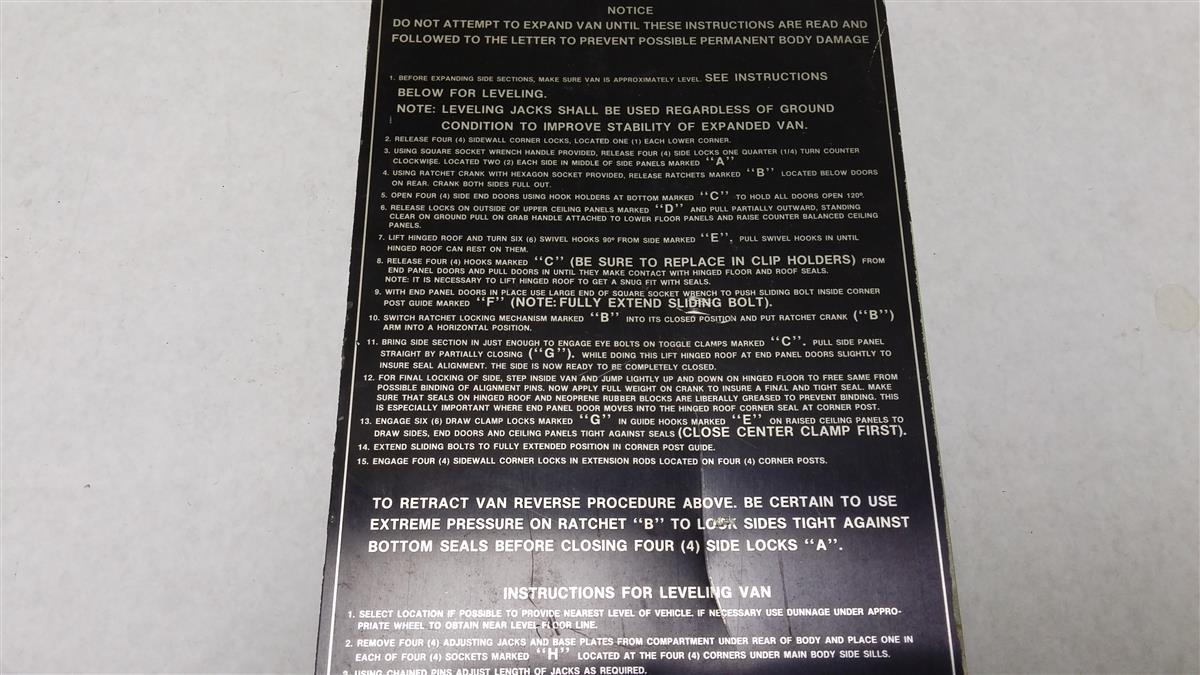 NOTICE
DO NOT ATTEMPT TO EXPAND VAN UNTIL THESE INSTRUCTIONS ARE READ AND
FOLLOWED TO THE LETTER TO PREVENT POSSIBLE PERMANENT BODY DAMAGE
1. BEFORE EXPANDING SIDE SECTIONS, MAKE SURE VAN IS APPROXIMATELY LEVEL. SEE INSTRUCTIONS
BELOW FOR LEVELING.
NOTE: LEVELING JACKS SHALL BE USED REGARDLESS OF GROUND
CONDITION TO IMPROVE STABILITY OF EXPANDED VAN.
2. RELEASE FOUR (4) SIDEWALL CORNER LOCKS, LOCATED ONE (1) EACH LOWER CORNER.
3. USING SQUARE SOCKET WRENCH HANDLE PROVIDED, RELEASE FOUR (4) SIDE LOCKS ONE QUARTER (1/4) TURN COUNTER
CLOCKWISE. LOCATED TWO (2) EACH SIDE IN MIDDLE OF SIDE PANELS MARKED "A"
4. USING RATCHET CRANK WITH HEXAGON SOCKET PROVIDED, RELEASE RATCHETS MARKED "B" LOCATED BELOW DOORS
ON REAR. CRANK BOTH SIDES FULL OUT.
5. OPEN FOUR (4) SIDE END DOORS USING HOOK HOLDERS AT BOTTOM MARKED "C" TO HOLD ALL DOORS OPEN 120º.
6. RELEASE LOCKS ON OUTSIDE OF UPPER CEILING PANELS MARKED "D" AND PULL PARTIALLY OUTWARD, STANDING
CLEAR ON GROUND PULL ON GRAB HANDLE ATTACHED TO LOWER FLOOR PANELS AND RAISE COUNTER BALANCED CEILING
PANELS.
7. LIFT HINGED ROOF AND TURN SIX (6) SWIVEL HOOKS 90º FROM SIDE MARKED "E". PULL SWIVEL HOOKS IN UNTIL
HINGED ROOF CAN REST ON THEM.
8. RELEASE FOUR (4) HOOKS MARKED "C" (BE SURE TO REPLACE IN CLIP HOLDERS) FROM
END PANEL DOORS AND PULL DOORS IN UNTIL THEY MAKE CONTACT WITH HINGED FLOOR AND ROOF SEALS.
NOTE: IT IS NECESSARY TO LIFT HINGED ROOF TO GET A SNUG FIT WITH SEALS.
9. WITH END PANEL DOORS IN PLACE USE LARGE END OF SQUARE SOCKET WRENCH TO PUSH SLIDING BOLT INSIDE CORNER
POST GUIDE MARKED "F" (NOTE: FULLY EXTEND SLIDING BOLT).
10. SWITCH RATCHET LOCKING MECHANISM MARKED "B" INTO ITS CLOSED POSITION AND PUT RATCHET CRANK ("B")
ARM INTO A HORIZONTAL POSITION.
11. BRING SIDE SECTION IN JUST ENOUGH TO ENGAGE EYE BOLTS ON TOGGLE CLAMPS MARKED "C". PULL SIDE PANEL
STRAIGHT BY PARTIALLY CLOSING ("G"). WHILE DOING THIS LIFT HINGED ROOF AT END PANEL DOORS SLIGHTLY TO
INSURE SEAL ALIGNMENT. THE SIDE IS NOW READY TO BE COMPLETELY CLOSED.
12. FOR FINAL LOCKING OF SIDE, STEP INSIDE VAN AND JUMP LIGHTLY UP AND DOWN ON HINGED FLOOR TO FREE SAME FROM
POSSIBLE BINDING OF ALIGNMENT PINS. NOW APPLY FULL WEIGHT ON CRANK TO INSURE A FINAL AND TIGHT SEAL. MAKE
SURE THAT SEALS ON HINGED ROOF AND NEOPRENE RUBBER BLOCKS ARE LIBERALLY GREASED TO PREVENT BINDING. THIS
IS ESPECIALLY IMPORTANT WHERE END PANEL DOOR MOVES INTO THE HINGED ROOF CORNER SEAL AT CORNER POST.
13. ENGAGE SIX (6) DRAW CLAMP LOCKS MARKED "G" IN GUIDE HOOKS MARKED "E" ON RAISED CEILING PANELS TO
DRAW SIDES, END DOORS AND CEILING PANELS TIGHT AGAINST SEALS (CLOSE CENTER CLAMP FIRST).
14. EXTEND SLIDING BOLTS TO FULLY EXTENDED POSITION IN CORNER POST GUIDE.
15. ENGAGE FOUR (4) SIDEWALL CORNER LOCKS IN EXTENSION RODS LOCATED ON FOUR (4) CORNER POSTS.
TO RETRACT VAN REVERSE PROCEDURE ABOVE. BE CERTAIN TO USE
EXTREME PRESSURE ON RATCHET "B" TO LOCK SIDES TIGHT AGAINST
BOTTOM SEALS BEFORE CLOSING FOUR (4) SIDE LOCKS "A".
INSTRUCTIONS FOR LEVELING VAN
1. SELECT LOCATION IF POSSIBLE TO PROVIDE NEAREST LEVEL OF VEHICLE. IF NECESSARY USE DUNNAGE UNDER APPRO-
PRIATE WHEEL TO OBTAIN NEAR LEVEL FLOOR LINE.
2. REMOVE FOUR (4) ADJUSTING JACKS AND BASE PLATES FROM COMPARTMENT UNDER REAR OF BODY AND PLACE ONE IN
EACH OF FOUR (4) SOCKETS MARKED "H" LOCATED AT THE FOUR (4) CORNERS UNDER MAIN BODY SIDE SILLS.
3. USING CHAINED PINS ADJUST LENGTH OF JACKS AS REQUIRED.